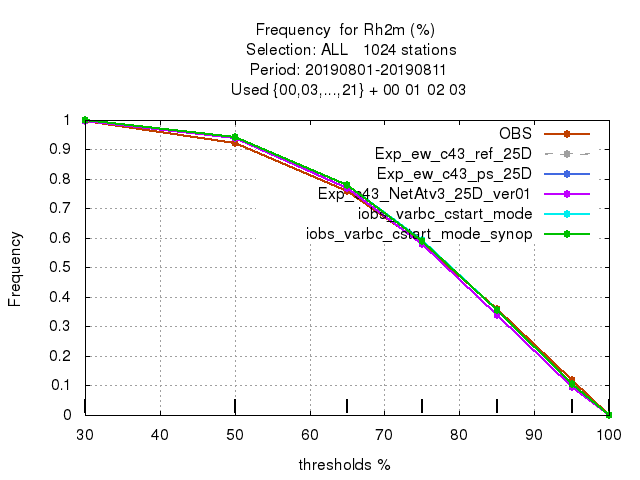 Frequency  for Rh2m (%)
Selection: ALL   1024 stations
Period: 20190801-20190811
Used {00,03,...,21} + 00 01 02 03
OBS
Exp_ew_c43_ref_25D
Exp_ew_c43_ps_25D
Exp_c43_NetAtv3_25D_ver01
iobs_varbc_cstart_mode
iobs_varbc_cstart_mode_synop
Frequency
1
0.9
0.8
0.7
0.6
0.5
0.4
0.3
0.2
0.1
0
30 40 50 60 70 80 90 100
thresholds %